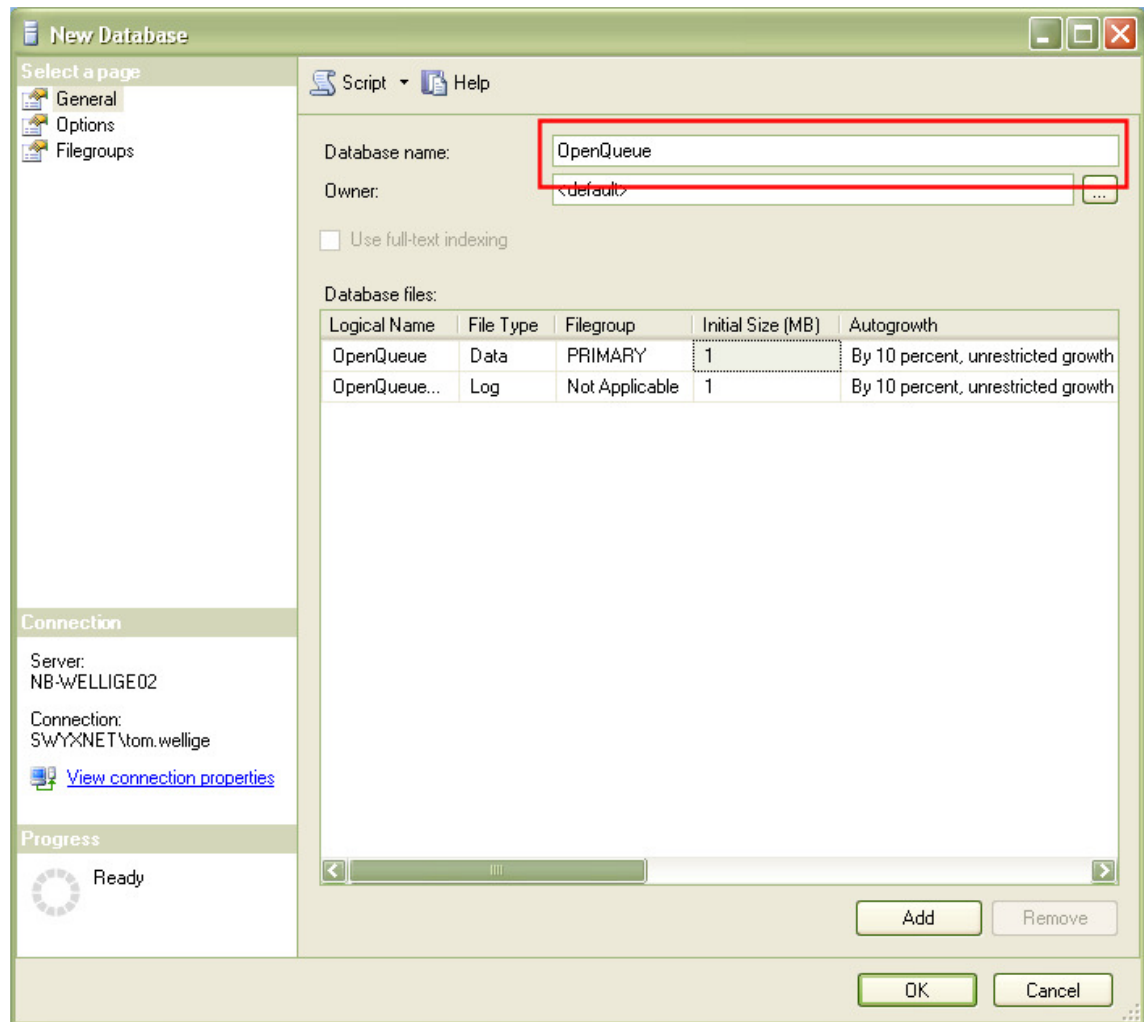 New Database
Select a page
General
Options
Filegroups
Script Help
Database name: OpenQueue
Owner: <default> ...
Use full-text indexing
Database files:
Logical Name File Type Filegroup Initial Size (MB) Autogrowth
OpenQueue Data PRIMARY 1 By 10 percent, unrestricted growth
OpenQueue... Log Not Applicable 1 By 10 percent, unrestricted growth
Connection
Server:
NB-WELLIGE02
Connection:
SWYXNET\tom.wellige
View connection properties
Progress
Ready
Add Remove
OK Cancel